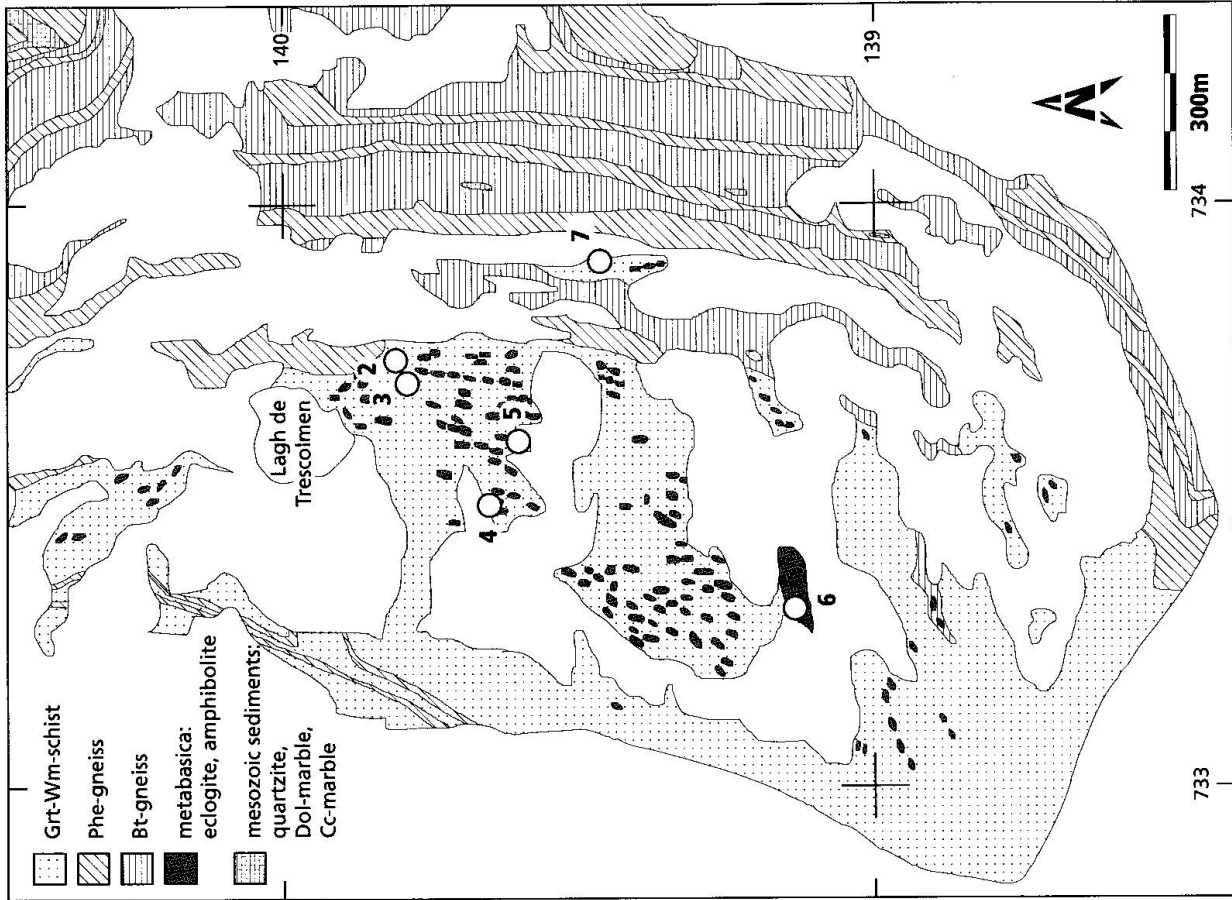 Grt-Wm-schist
Phe-gneiss
Bt-gneiss
metabasica:
eclogite, amphibolite
mesozoic sediments;
quartzite,
Dol-marble,
Cc-marble
Lagh de
Trescolmen
2
3
4
5
6
7
140
139
733
734
N
300m